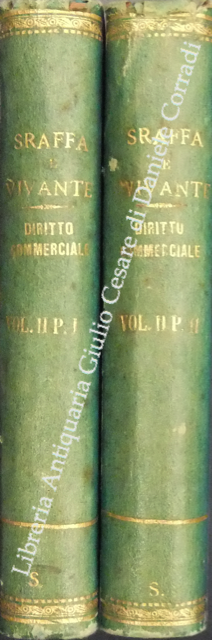 SRAFFA
E
VIVANTE
DIRITTO
COMMERCIALE
VOL. II P. I
S.
SRAFFA
E
VIVANTE
DIRITTO
COMMERCIALE
VOL. II P. II
S.
Libreria Antiquaria Giulio Cesare di Daniele Corradi